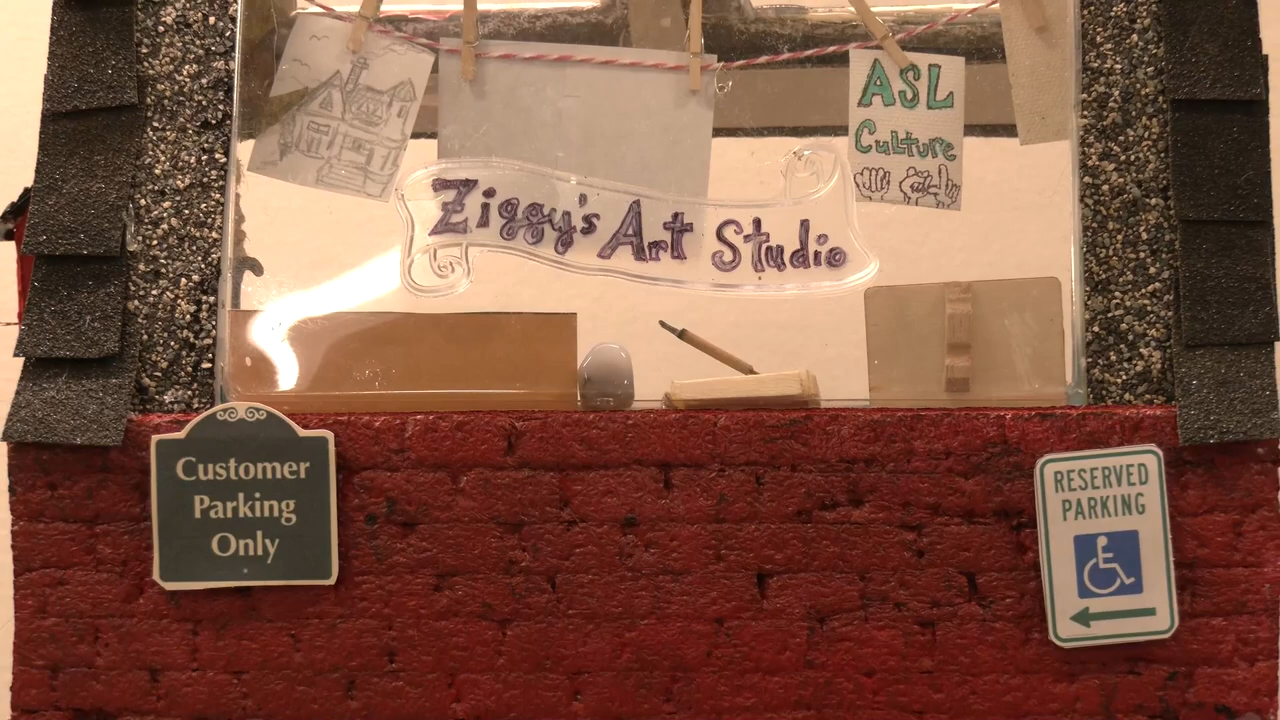 ASL
Culture
Ziggy's Art Studio
Customer
Parking
Only
RESERVED
PARKING